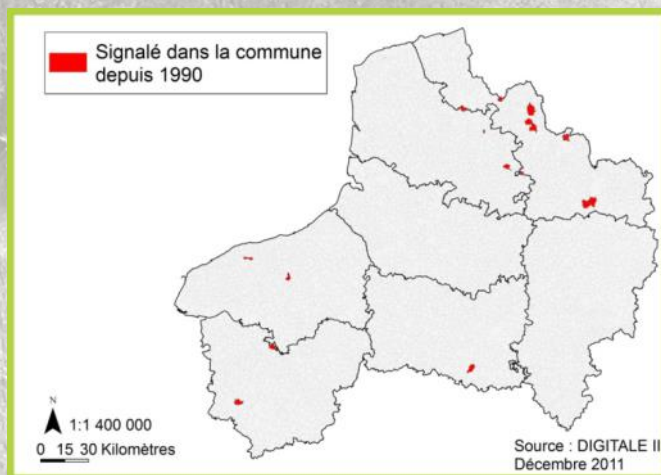 Signalé dans la commune
depuis 1990
N
1:1 400 000
0 15 30 Kilomètres
Source : DIGITALE II
Décembre 2011